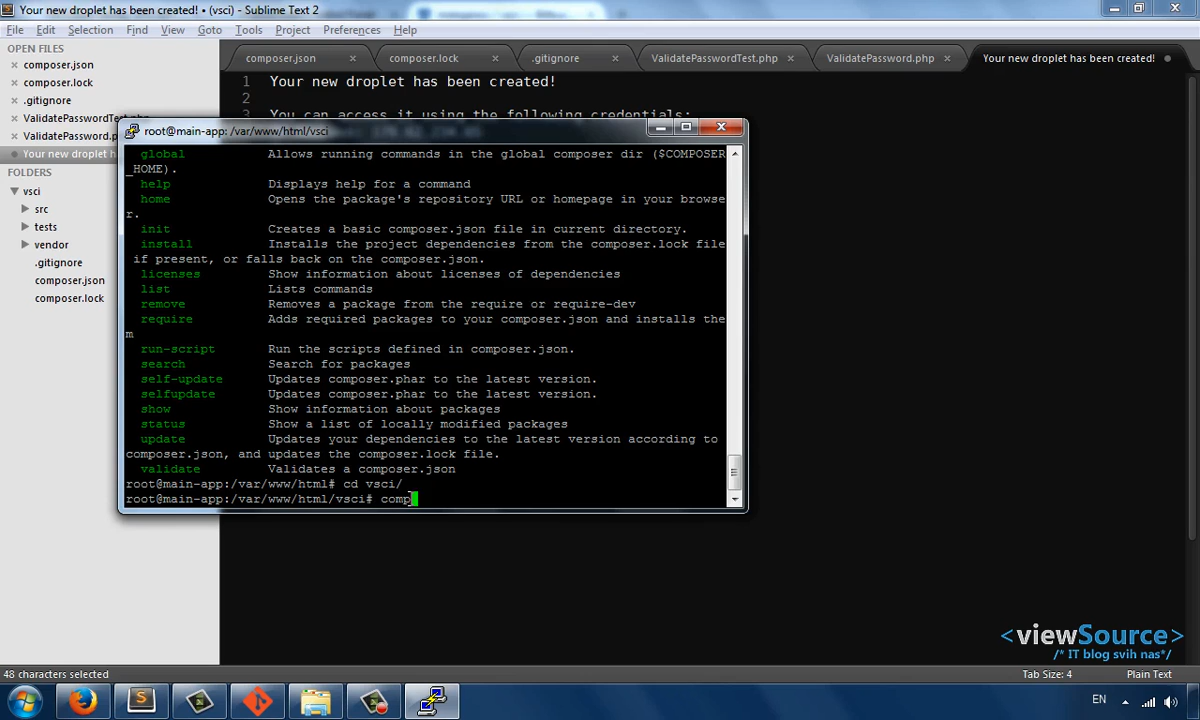 Your new droplet has been created! • (vsci) - Sublime Text 2
File Edit Selection Find View Goto Tools Project Preferences Help
OPEN FILES
composer.json
composer.lock
.gitignore
ValidatePasswordTest.php
ValidatePassword.p
Your new droplet h
FOLDERS
vsci
src
tests
vendor
.gitignore
composer.json
composer.lock
composer.json composer.lock .gitignore ValidatePasswordTest.php ValidatePassword.php Your new droplet has been created!
1 Your new droplet has been created!
2
3 You can access it using the following credentials:
root@main-app: /var/www/html/vsci
global Allows running commands in the global composer dir ($COMPOSER
_HOME).
help Displays help for a command
home Opens the package's repository URL or homepage in your browse
r.
init Creates a basic composer.json file in current directory.
install Installs the project dependencies from the composer.lock file
if present, or falls back on the composer.json.
licenses Show information about licenses of dependencies
list Lists commands
remove Removes a package from the require or require-dev
require Adds required packages to your composer.json and installs the
m
run-script Run the scripts defined in composer.json.
search Search for packages
self-update Updates composer.phar to the latest version.
selfupdate Updates composer.phar to the latest version.
show Show information about packages
status Show a list of locally modified packages
update Updates your dependencies to the latest version according to
composer.json, and updates the composer.lock file.
validate Validates a composer.json
root@main-app:/var/www/html# cd vsci/
root@main-app:/var/www/html/vsci# comp
<viewSource>
/* IT blog svih nas*/
48 characters selected Tab Size: 4 Plain Text
EN